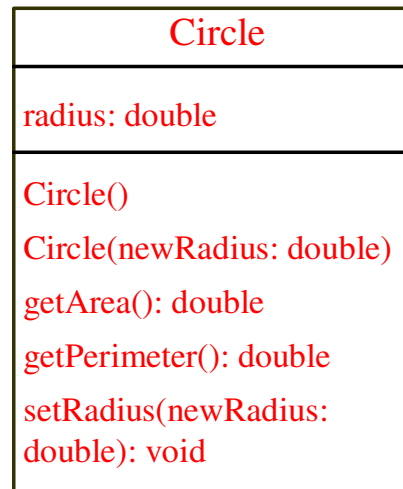 Circle
radius: double
Circle()
Circle(newRadius: double)
getArea(): double
getPerimeter(): double
setRadius(newRadius:
double): void